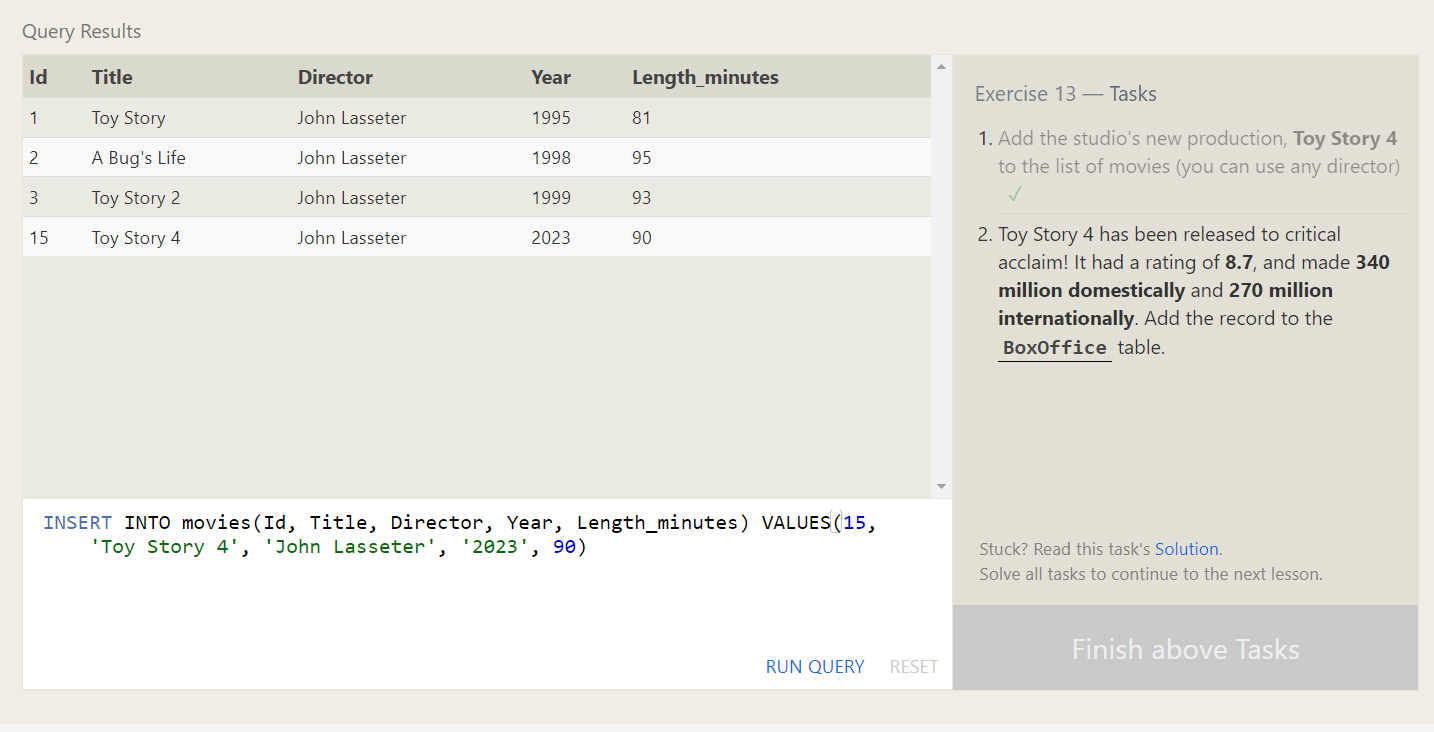 Query Results
Id Title Director Year Length_minutes
1 Toy Story John Lasseter 1995 81
2 A Bug's Life John Lasseter 1998 95
3 Toy Story 2 John Lasseter 1999 93
15 Toy Story 4 John Lasseter 2023 90
INSERT INTO movies(Id, Title, Director, Year, Length_minutes) VALUES(15,
'Toy Story 4', 'John Lasseter', '2023', 90)
RUN QUERY RESET
Exercise 13 — Tasks
1. Add the studio's new production, Toy Story 4
to the list of movies (you can use any director)
✓
2. Toy Story 4 has been released to critical
acclaim! It had a rating of 8.7, and made 340
million domestically and 270 million
internationally. Add the record to the
BoxOffice table.
Stuck? Read this task's Solution.
Solve all tasks to continue to the next lesson.
Finish above Tasks